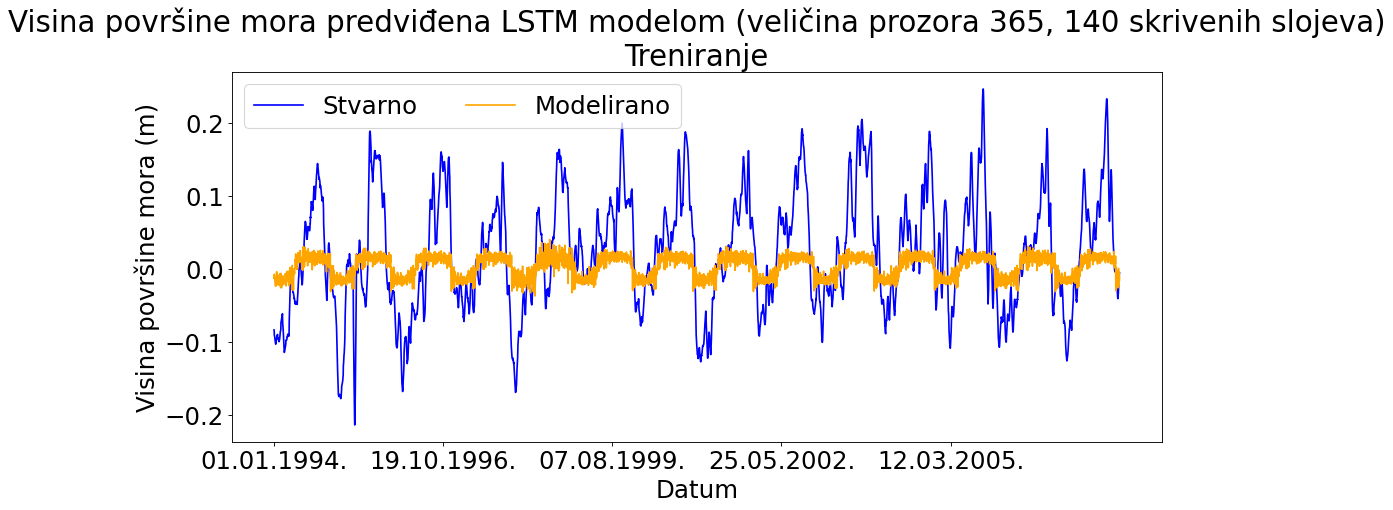 Visina površine mora predviđena LSTM modelom (veličina prozora 365, 140 skrivenih slojeva)
Treniranje
Stvarno Modelirano
Visina površine mora (m)
0.2
0.1
0.0
−0.1
−0.2
01.01.1994. 19.10.1996. 07.08.1999. 25.05.2002. 12.03.2005.
Datum